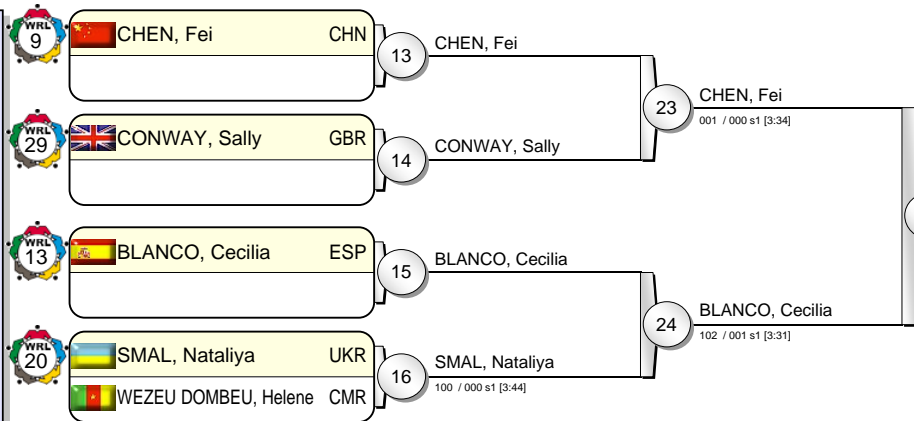 WRL
9
CHEN, Fei CHN
13
CHEN, Fei
WRL
29
CONWAY, Sally GBR
14
CONWAY, Sally
23
CHEN, Fei
001 / 000 s1 [3:34]
WRL
13
BLANCO, Cecilia ESP
15
BLANCO, Cecilia
WRL
20
SMAL, Nataliya UKR
WEZEU DOMBEU, Helene CMR
16
SMAL, Nataliya
100 / 000 s1 [3:44]
24
BLANCO, Cecilia
102 / 001 s1 [3:31]